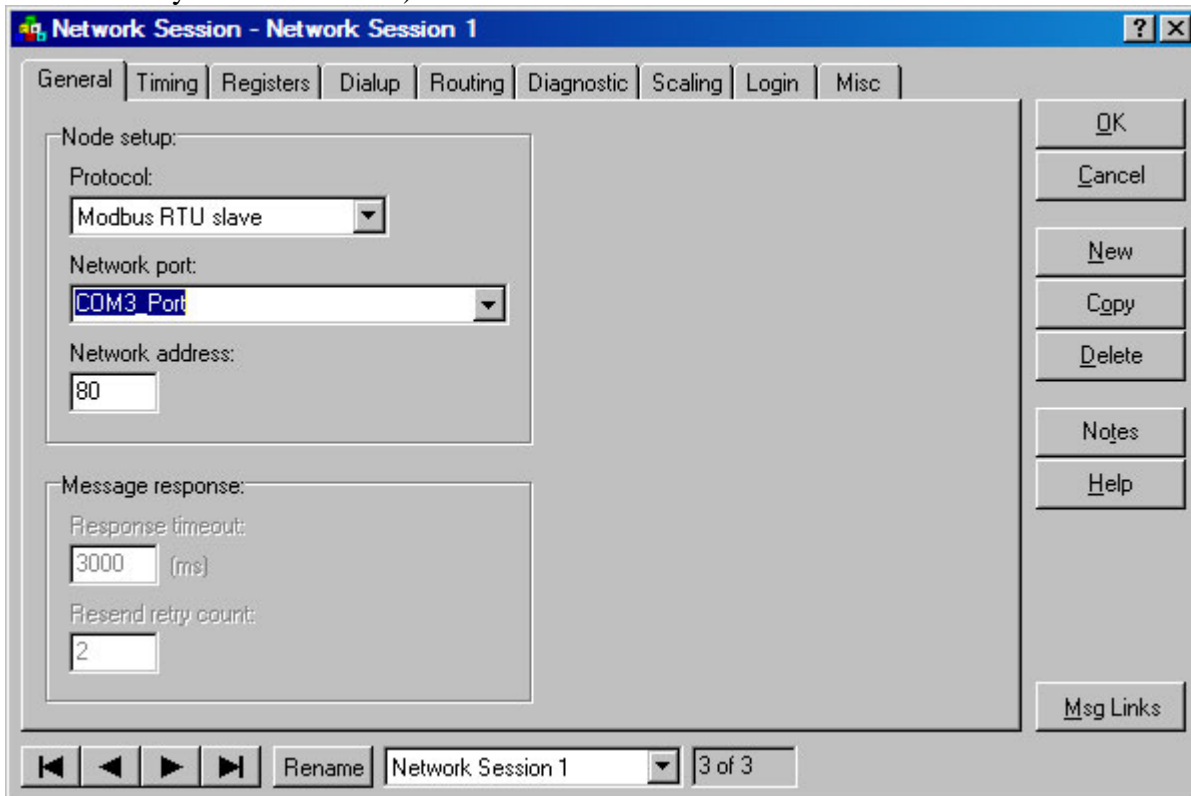 Network Session - Network Session 1
General Timing Registers Dialup Routing Diagnostic Scaling Login Misc
Node setup:
Protocol:
Modbus RTU slave
Network port:
COM3_Port
Network address:
80
Message response:
Response timeout:
3000 (ms)
Resend retry count:
2
OK
Cancel
New
Copy
Delete
Notes
Help
Msg Links
Rename Network Session 1 3 of 3